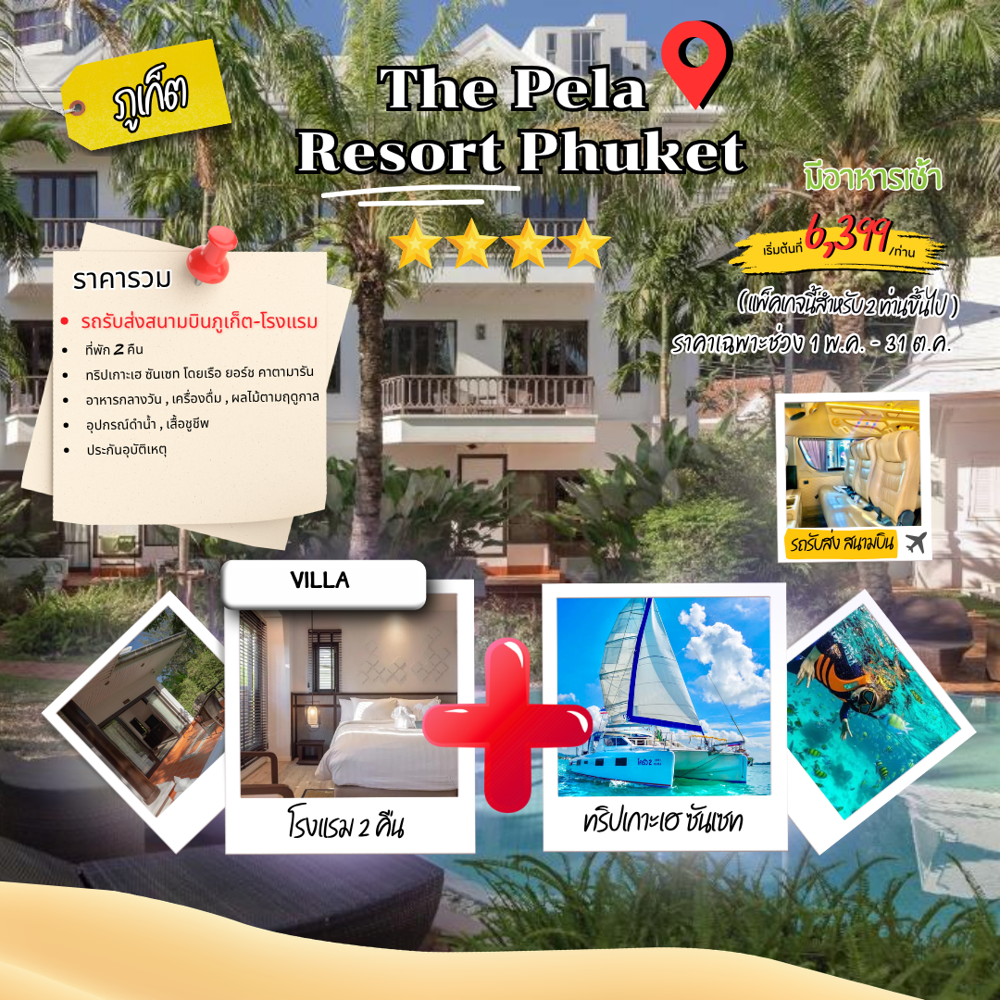 ภูเก็ต
The Pela
Resort Phuket
มีอาหารเช้า
เริ่มต้นที่ 6,399 /ท่าน
(แพ็คเกจนี้สำหรับ 2 ท่านขึ้นไป)
ราคาเฉพาะช่วง 1 พ.ค. - 31 ต.ค.
ราคารวม
• รถรับส่งสนามบินภูเก็ต-โรงแรม
• ที่พัก 2 คืน
• ทริปเกาะเฮ ซันเซท โดยเรือ ยอร์ช คาตามารัน
• อาหารกลางวัน , เครื่องดื่ม , ผลไม้ตามฤดูกาล
• อุปกรณ์ดำน้ำ , เสื้อชูชีพ
• ประกันอุบัติเหตุ
รถรับส่ง สนามบิน
VILLA
โรงแรม 2 คืน
ทริปเกาะเฮ ซันเซท